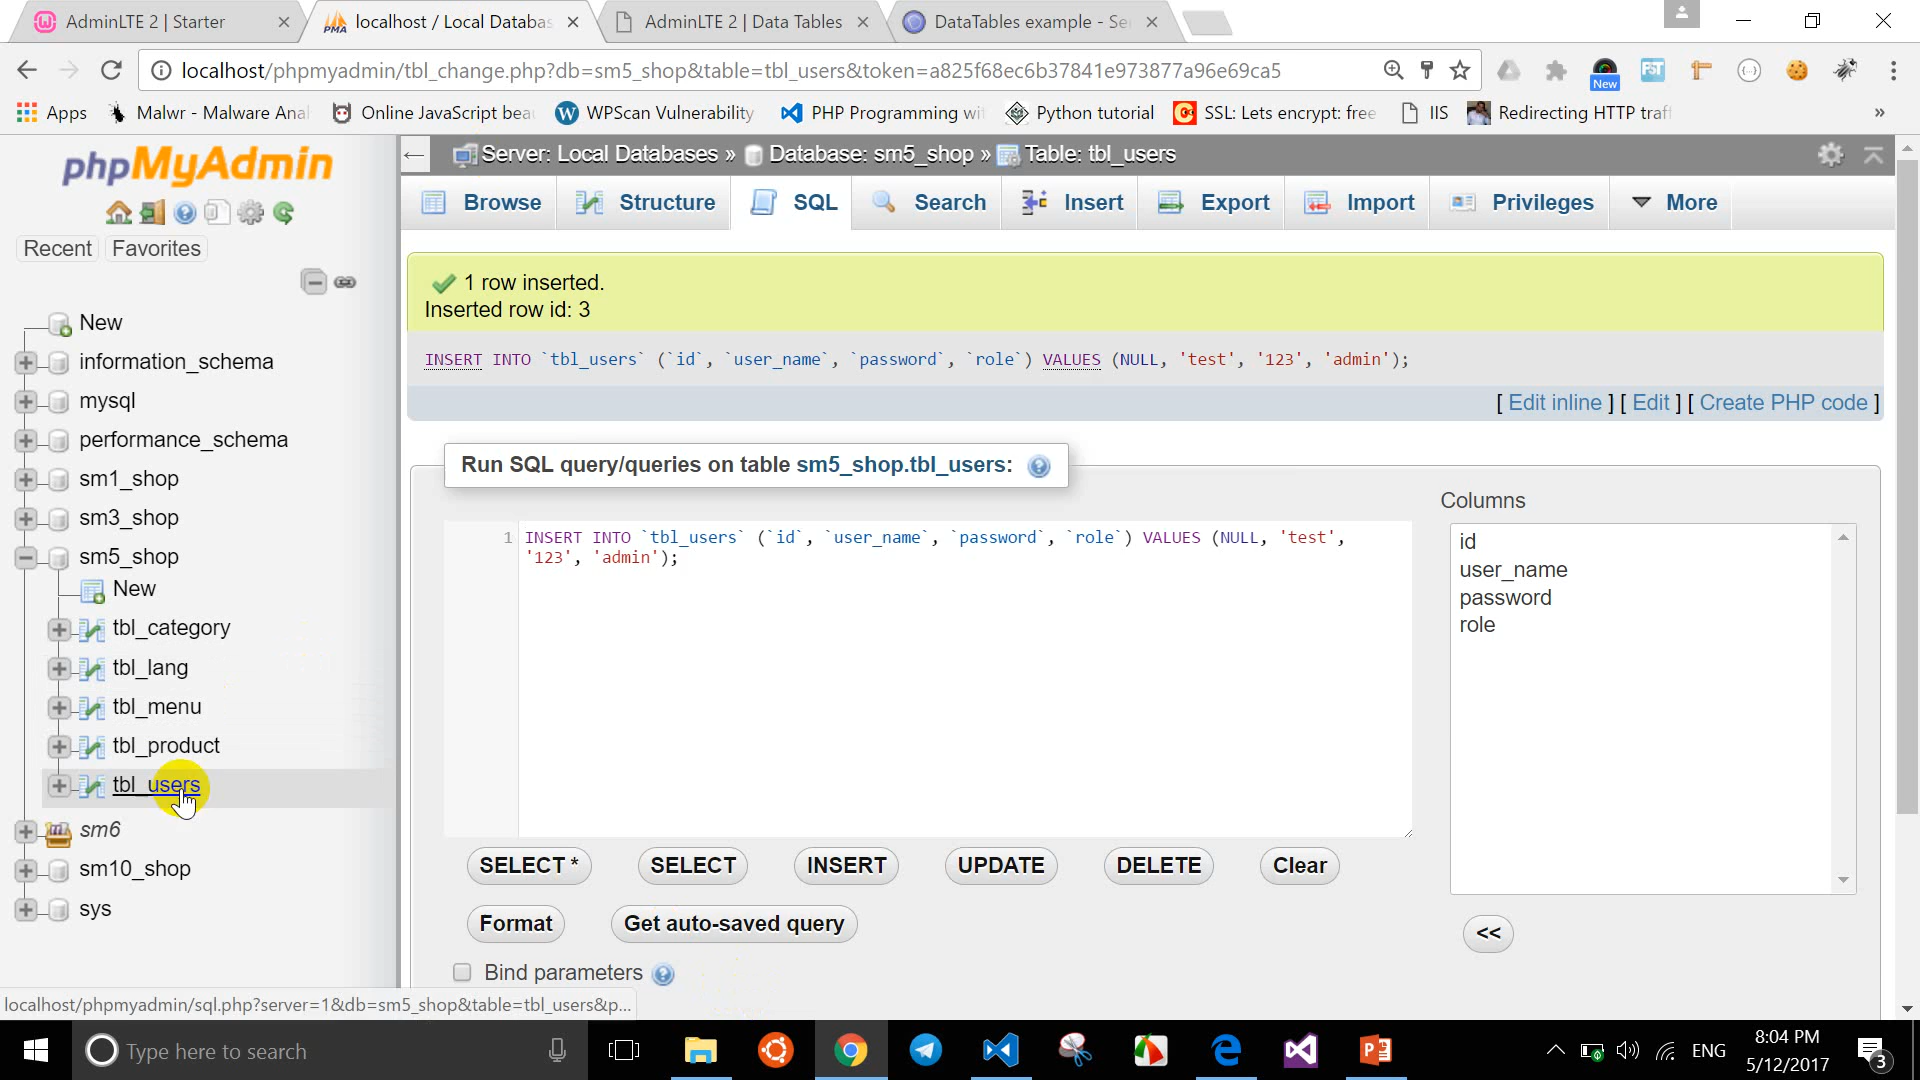 AdminLTE 2 | Starter
localhost / Local Databas
AdminLTE 2 | Data Tables
DataTables example - Se
localhost/phpmyadmin/tbl_change.php?db=sm5_shop&table=tbl_users&token=a825f68ec6b37841e973877a96e69ca5
New
Apps
Malwr - Malware Anal
Online JavaScript beau
WPScan Vulnerability
PHP Programming wi
Python tutorial
SSL: Lets encrypt: free
IIS
Redirecting HTTP traff
»
phpMyAdmin
Recent
Favorites
New
information_schema
mysql
performance_schema
sm1_shop
sm3_shop
sm5_shop
New
tbl_category
tbl_lang
tbl_menu
tbl_product
tbl_users
sm6
sm10_shop
sys
localhost/phpmyadmin/sql.php?server=1&db=sm5_shop&table=tbl_users&p...
Server: Local Databases » Database: sm5_shop » Table: tbl_users
Browse
Structure
SQL
Search
Insert
Export
Import
Privileges
More
1 row inserted.
Inserted row id: 3
INSERT INTO `tbl_users` (`id`, `user_name`, `password`, `role`) VALUES (NULL, 'test', '123', 'admin');
[ Edit inline ] [ Edit ] [ Create PHP code ]
Run SQL query/queries on table sm5_shop.tbl_users:
1
INSERT INTO `tbl_users` (`id`, `user_name`, `password`, `role`) VALUES (NULL, 'test',
'123', 'admin');
Columns
id
user_name
password
role
SELECT *
SELECT
INSERT
UPDATE
DELETE
Clear
Format
Get auto-saved query
<<
Bind parameters
Type here to search
ENG
8:04 PM
5/12/2017
3